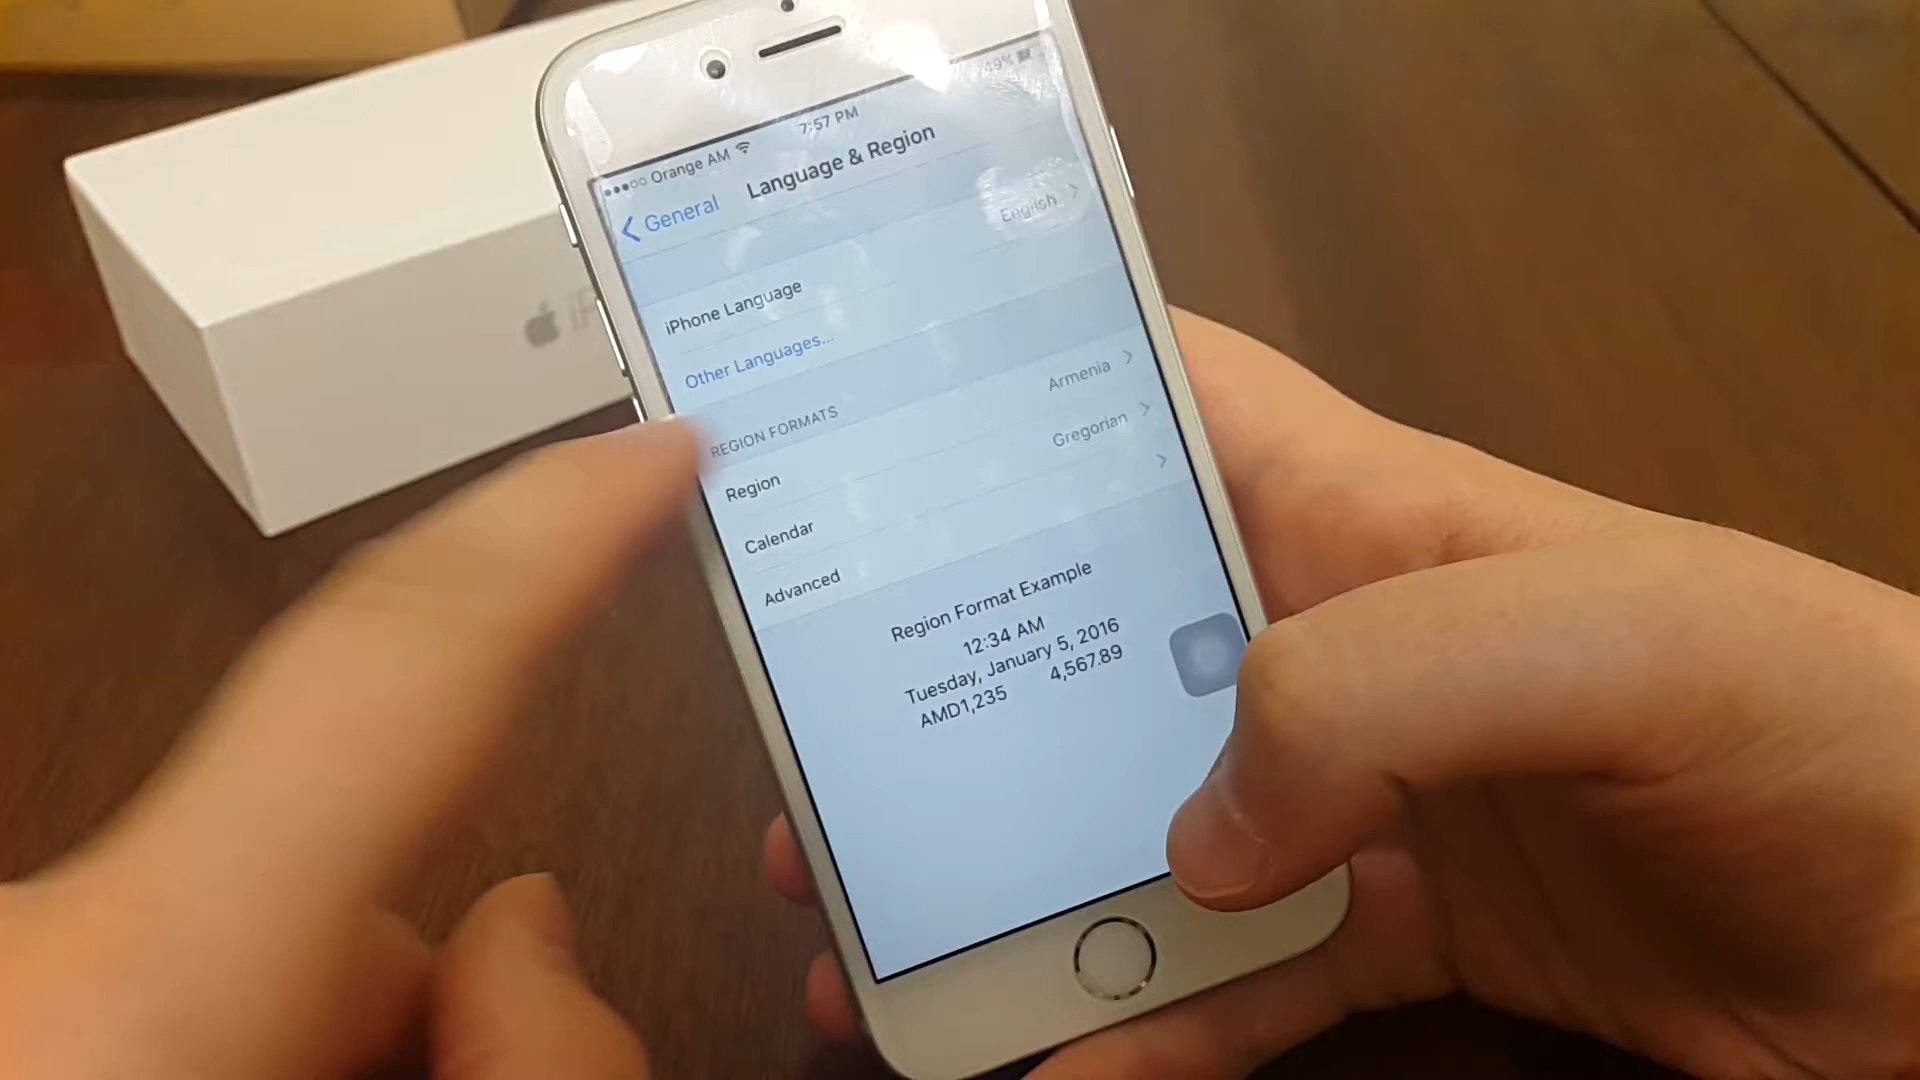 49%
7:57 PM
Orange AM
Language & Region
General
iPhone Language
English
Other Languages...
REGION FORMATS
Region
Armenia
Calendar
Gregorian
Advanced
Region Format Example
12:34 AM
Tuesday, January 5, 2016
AMD1,235 4,567.89